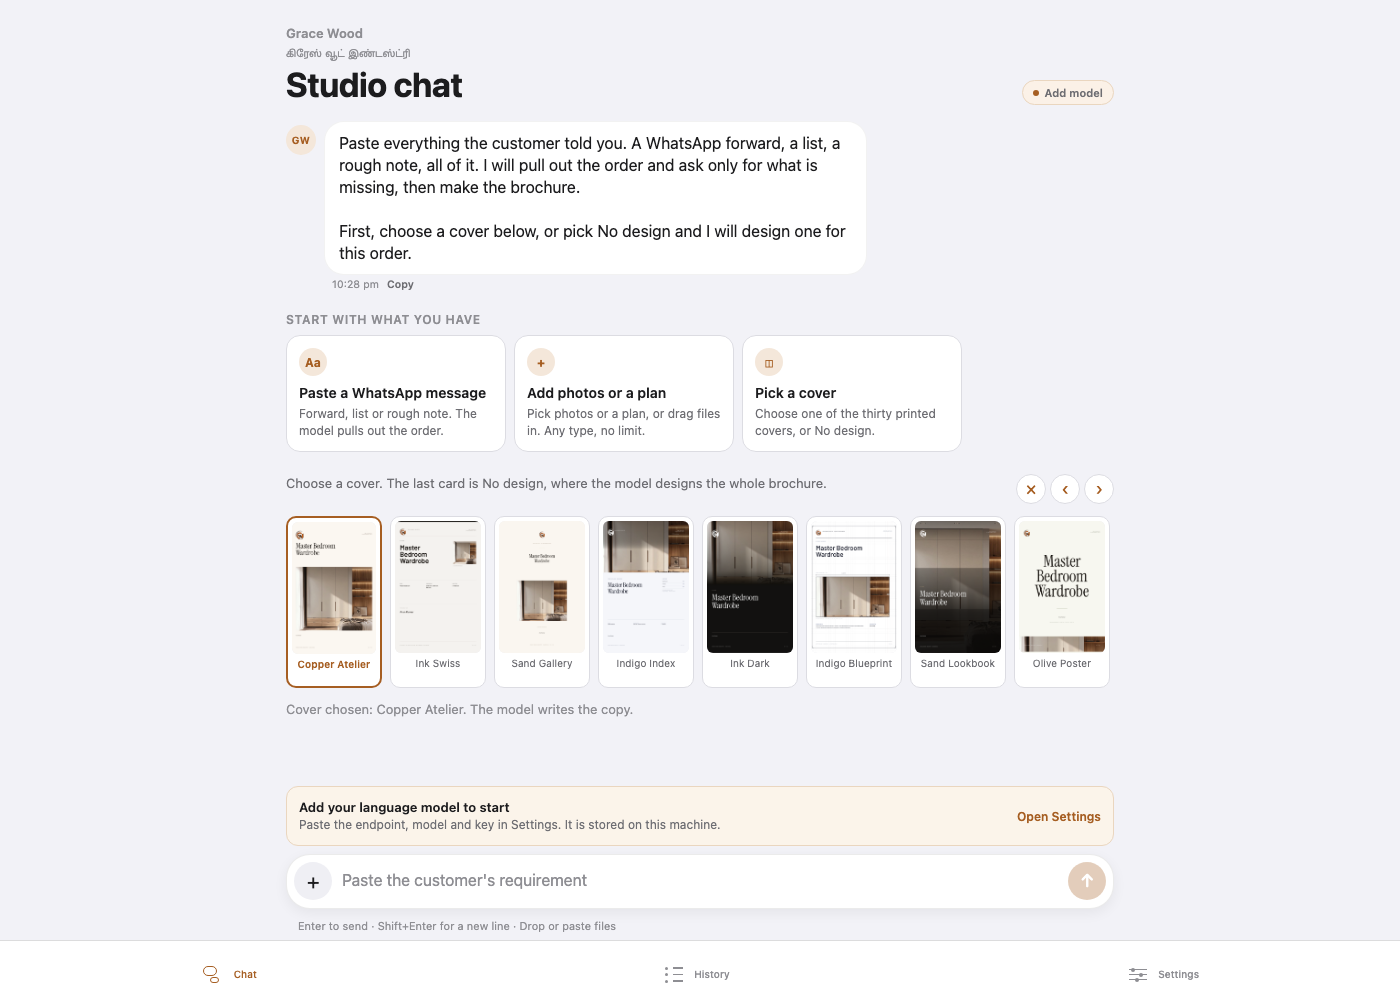 Grace Wood
கிரேஸ் வூட் இண்டஸ்ட்ரி
Studio chat
Add model
GW
Paste everything the customer told you. A WhatsApp forward, a list, a
rough note, all of it. I will pull out the order and ask only for what is
missing, then make the brochure.
First, choose a cover below, or pick No design and I will design one for
this order.
10:28 pm Copy
START WITH WHAT YOU HAVE
Aa
Paste a WhatsApp message
Forward, list or rough note. The
model pulls out the order.
Add photos or a plan
Pick photos or a plan, or drag files
in. Any type, no limit.
Pick a cover
Choose one of the thirty printed
covers, or No design.
Choose a cover. The last card is No design, where the model designs the whole brochure.
Master Bedroom
Wardrobe
Copper Atelier
Master
Bedroom
Wardrobe
Ink Swiss
Master Bedroom
Wardrobe
Sand Gallery
Master Bedroom
Wardrobe
Indigo Index
Master Bedroom
Wardrobe
Ink Dark
Master Bedroom
Wardrobe
Indigo Blueprint
Master Bedroom
Wardrobe
Sand Lookbook
Master
Bedroom
Wardrobe
Olive Poster
Cover chosen: Copper Atelier. The model writes the copy.
Add your language model to start
Paste the endpoint, model and key in Settings. It is stored on this machine.
Open Settings
Paste the customer's requirement
Enter to send · Shift+Enter for a new line · Drop or paste files
Chat
History
Settings